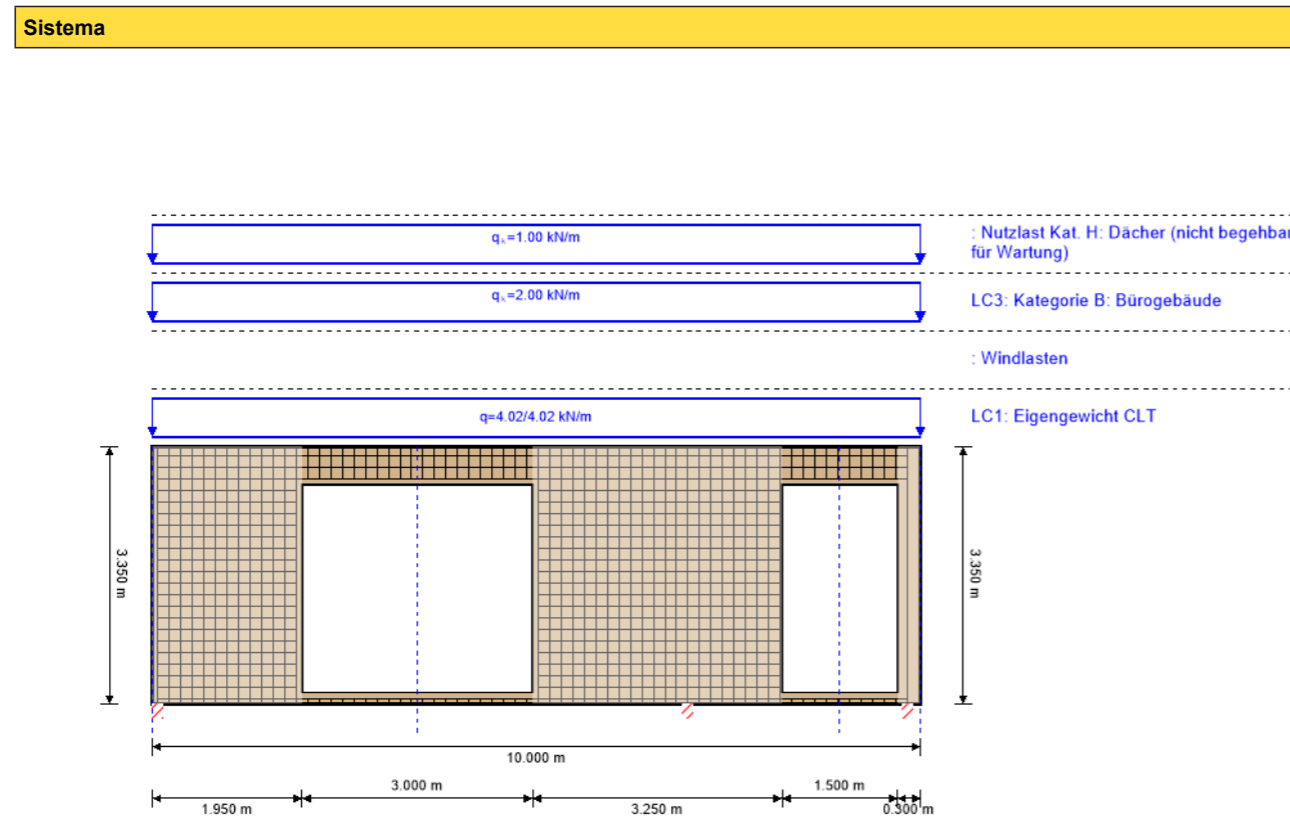 Sistema
qₖ=1.00 kN/m
: Nutzlast Kat. H: Dächer (nicht begehbar
für Wartung)
qₖ=2.00 kN/m
LC3: Kategorie B: Bürogebäude
: Windlasten
q=4.02/4.02 kN/m
LC1: Eigengewicht CLT
3.350 m
3.350 m
10.000 m
3.000 m
1.500 m
1.950 m
3.250 m
0.300 m